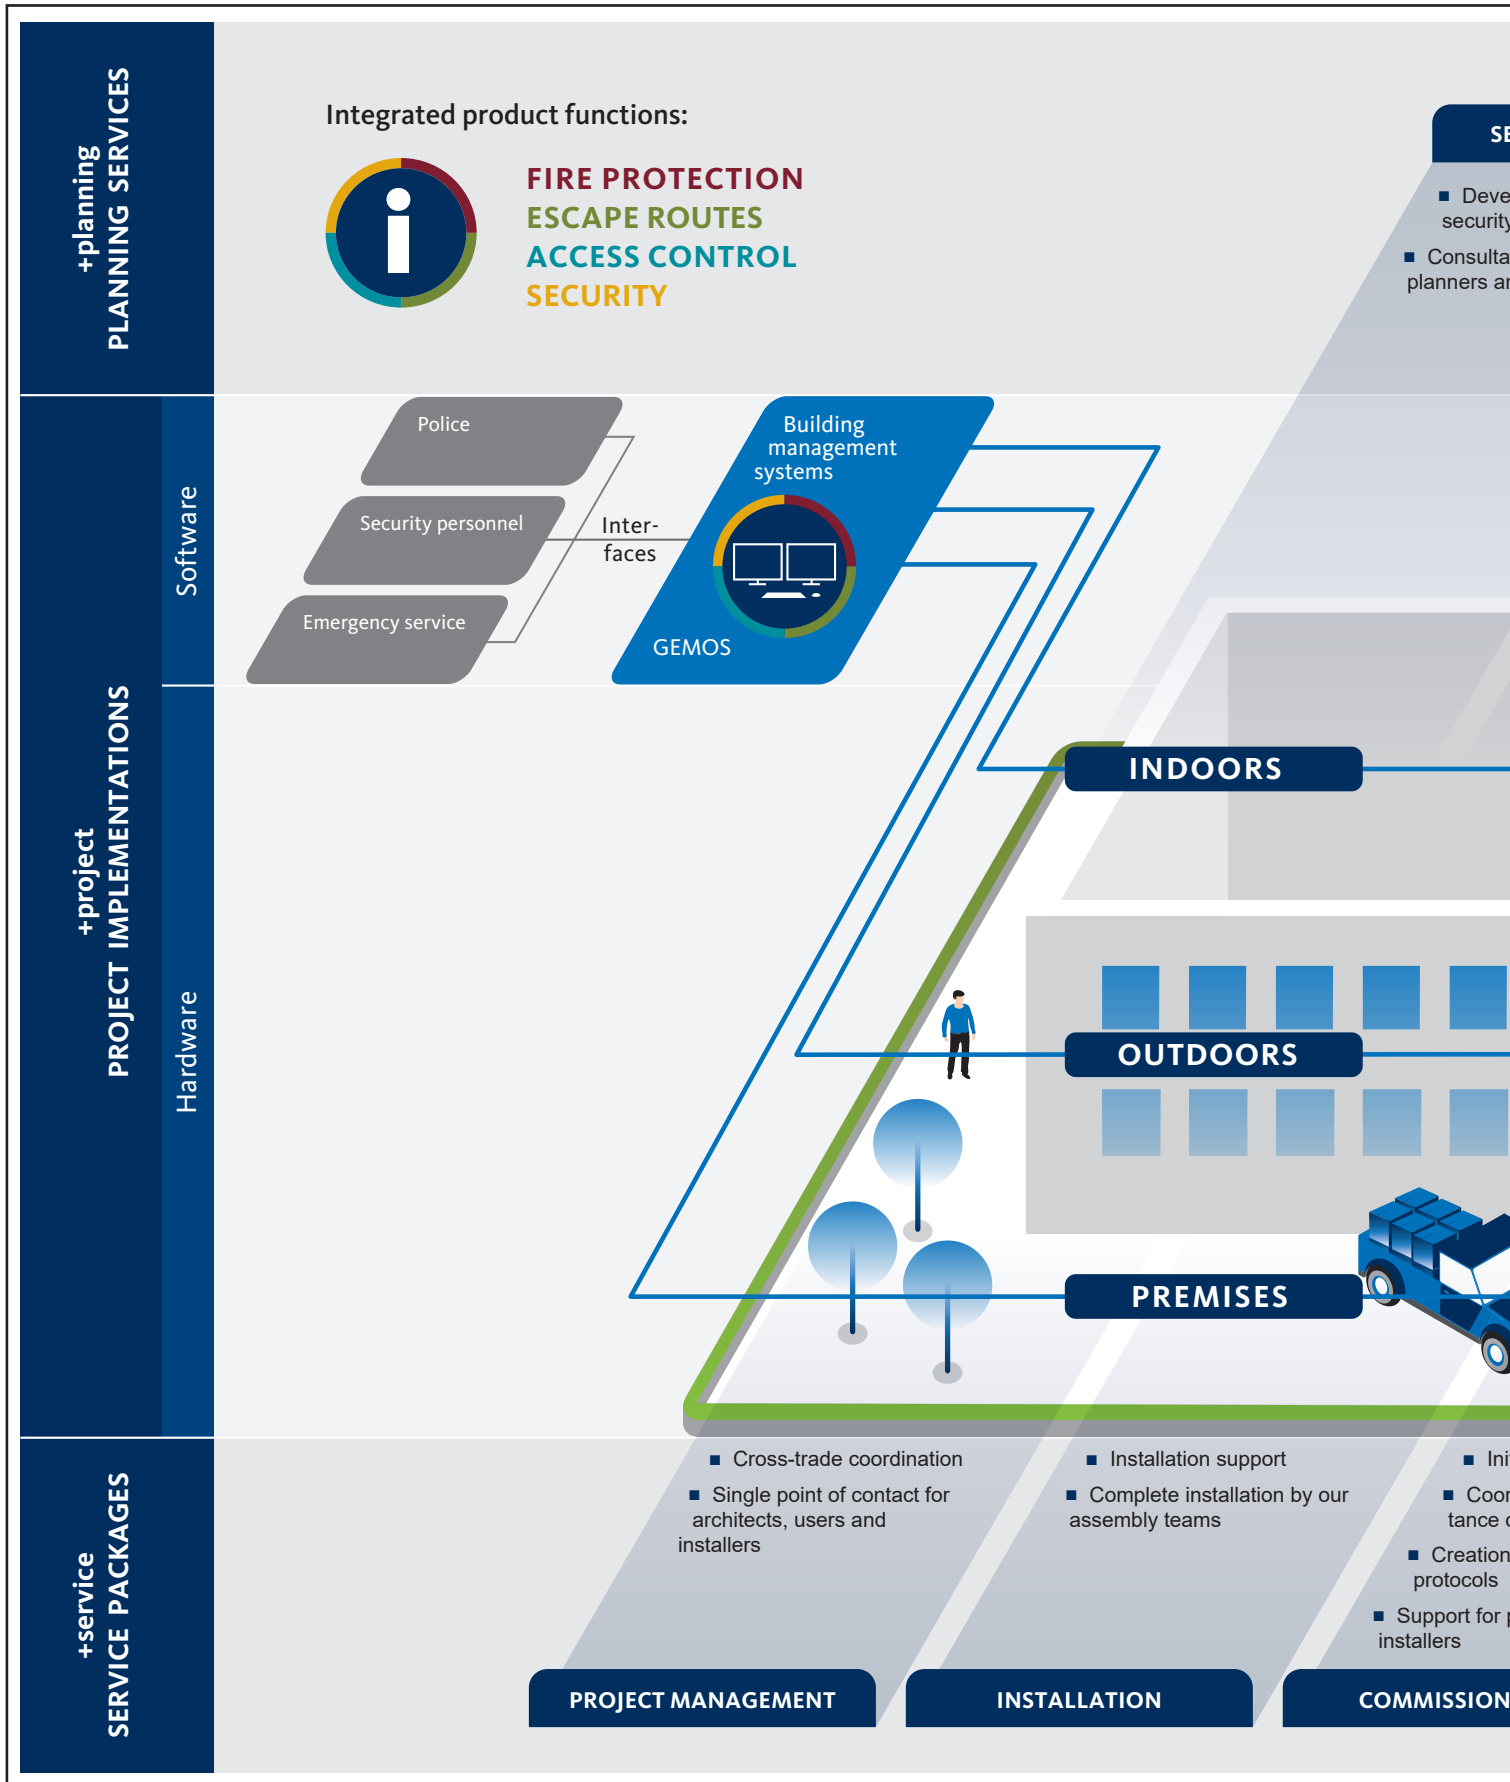 +planning
PLANNING SERVICES
Integrated product functions:
FIRE PROTECTION
ESCAPE ROUTES
ACCESS CONTROL
SECURITY
■ Deve
security
■ Consulta
planners
+project
PROJECT IMPLEMENTATIONS
Software
Police
Security personnel
Emergency service
Inter-
faces
Building
management
systems
GEMOS
Hardware
INDOORS
OUTDOORS
PREMISES
+service
SERVICE PACKAGES
■ Cross-trade coordination
■ Single point of contact for
architects, users and
installers
PROJECT MANAGEMENT
■ Installation support
■ Complete installation by our
assembly teams
INSTALLATION
■ Ini
■ Coor
tance
■ Creation
protocols
■ Support for
installers
COMMISSION